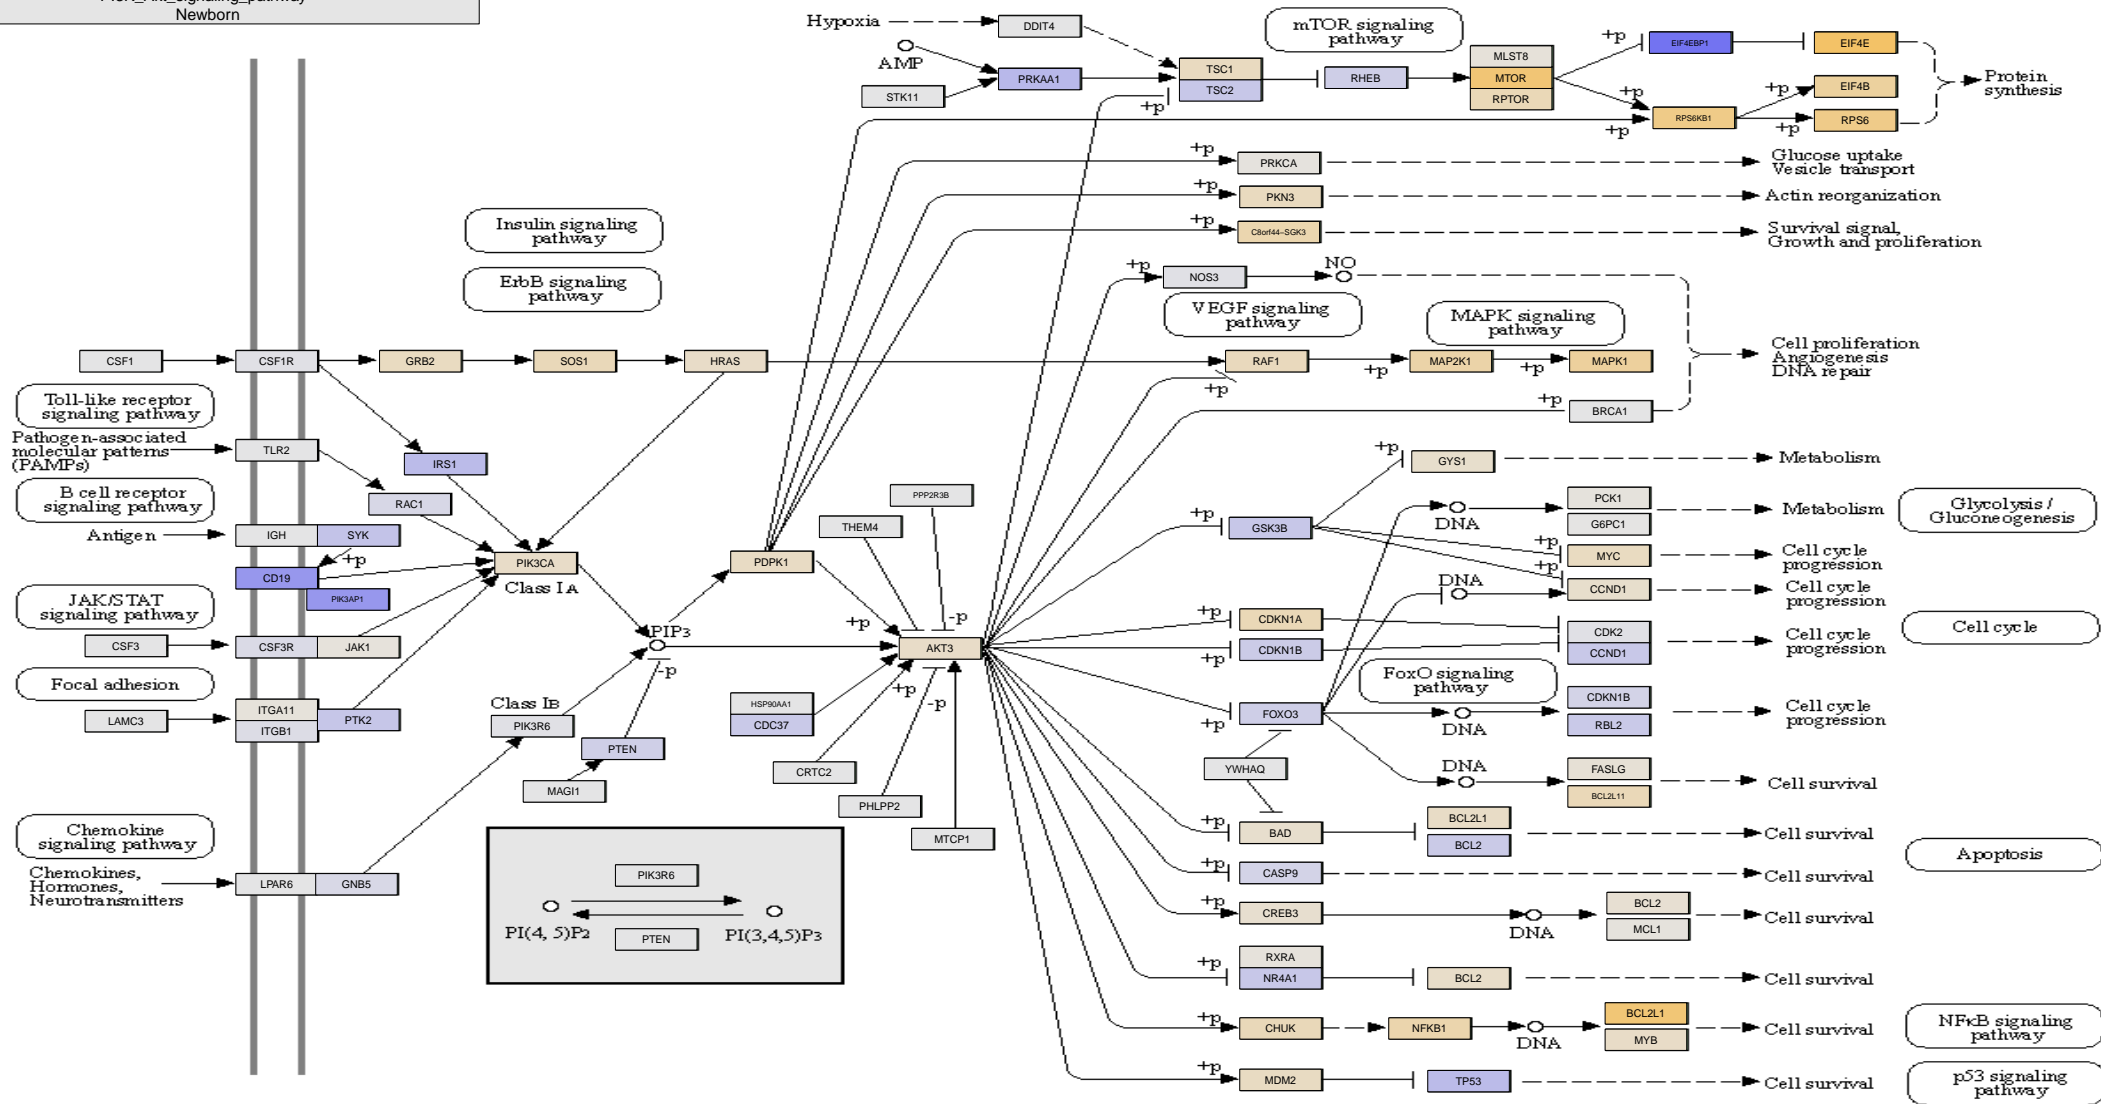 Newborn
Hypoxia
DDIT4
AMP
PRKAA1
STK11
TSC1
TSC2
+p
mTOR signaling
pathway
RHEB
MLST8
MTOR
RPTOR
+p
EIF4EBP1
EIF4E
+p
RPS6KB1
+p
+p
EIF4B
+p
RPS6
Protein
synthesis
+p
PRKCA
Glucose uptake
Vesicle transport
+p
PKN3
Actin reorganization
+p
C8orf44-SGK3
Survival signal,
Growth and proliferation
Insulin signaling
pathway
ErbB signaling
pathway
+p
NOS3
NO
VEGF signaling
pathway
MAPK signaling
pathway
CSF1
CSF1R
GRB2
SOS1
HRAS
RAF1
+p
+p
MAP2K1
+p
MAPK1
Cell proliferation
Angiogenesis
DNA repair
+p
BRCA1
Toll-like receptor
signaling pathway
Pathogen-associated
molecular patterns
(PAMPs)
TLR2
IRS1
RAC1
B cell receptor
signaling pathway
Antigen
IGH
SYK
+p
CD19
PIK3AP1
PIK3CA
Class IA
JAK/STAT
signaling pathway
CSF3
CSF3R
JAK1
Focal adhesion
LAMC3
ITGA11
ITGB1
PTK2
Class IB
PIK3R6
PTEN
MAGI1
PIP3
-p
PDPK1
+p
THEM4
PPP2R3B
-p
AKT3
HSP90AA1
CDC37
+p
-p
CRTC2
PHLPP2
MTCP1
Chemokine
signaling pathway
Chemokines,
Hormones,
Neurotransmitters
LPAR6
GNB5
PIK3R6
PI(4, 5)P2
PI(3,4,5)P3
PTEN
+p
GYS1
Metabolism
+p
GSK3B
DNA
PCK1
G6PC1
Metabolism
Glycolysis /
Gluconeogenesis
+p
MYC
Cell cycle
progression
DNA
+p
CCND1
Cell cycle
progression
+p
CDKN1A
CDK2
CCND1
Cell cycle
progression
Cell cycle
CDKN1B
+p
FoxO signaling
pathway
FOXO3
+p
DNA
CDKN1B
RBL2
Cell cycle
progression
YWHAQ
DNA
FASLG
BCL2L11
Cell survival
+p
BAD
BCL2L1
BCL2
Cell survival
Apoptosis
+p
CASP9
Cell survival
+p
CREB3
DNA
BCL2
MCL1
Cell survival
+p
RXRA
NR4A1
BCL2
Cell survival
+p
CHUK
NFKB1
DNA
BCL2L1
MYB
Cell survival
NFκB signaling
pathway
+p
MDM2
TP53
Cell survival
p53 signaling
pathway